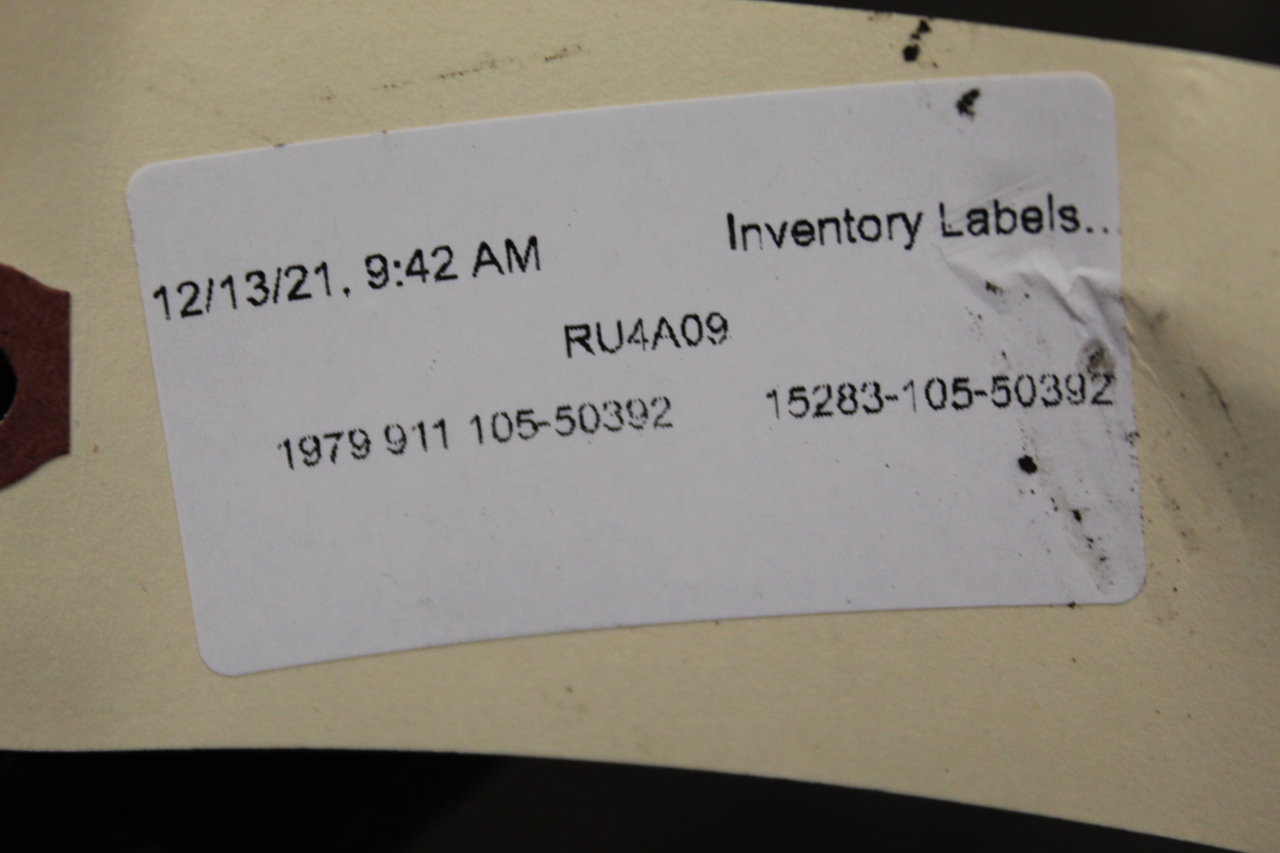 12/13/21, 9:42 AM Inventory Labels...
RU4A09
1979 911 105-50392 15283-105-50392